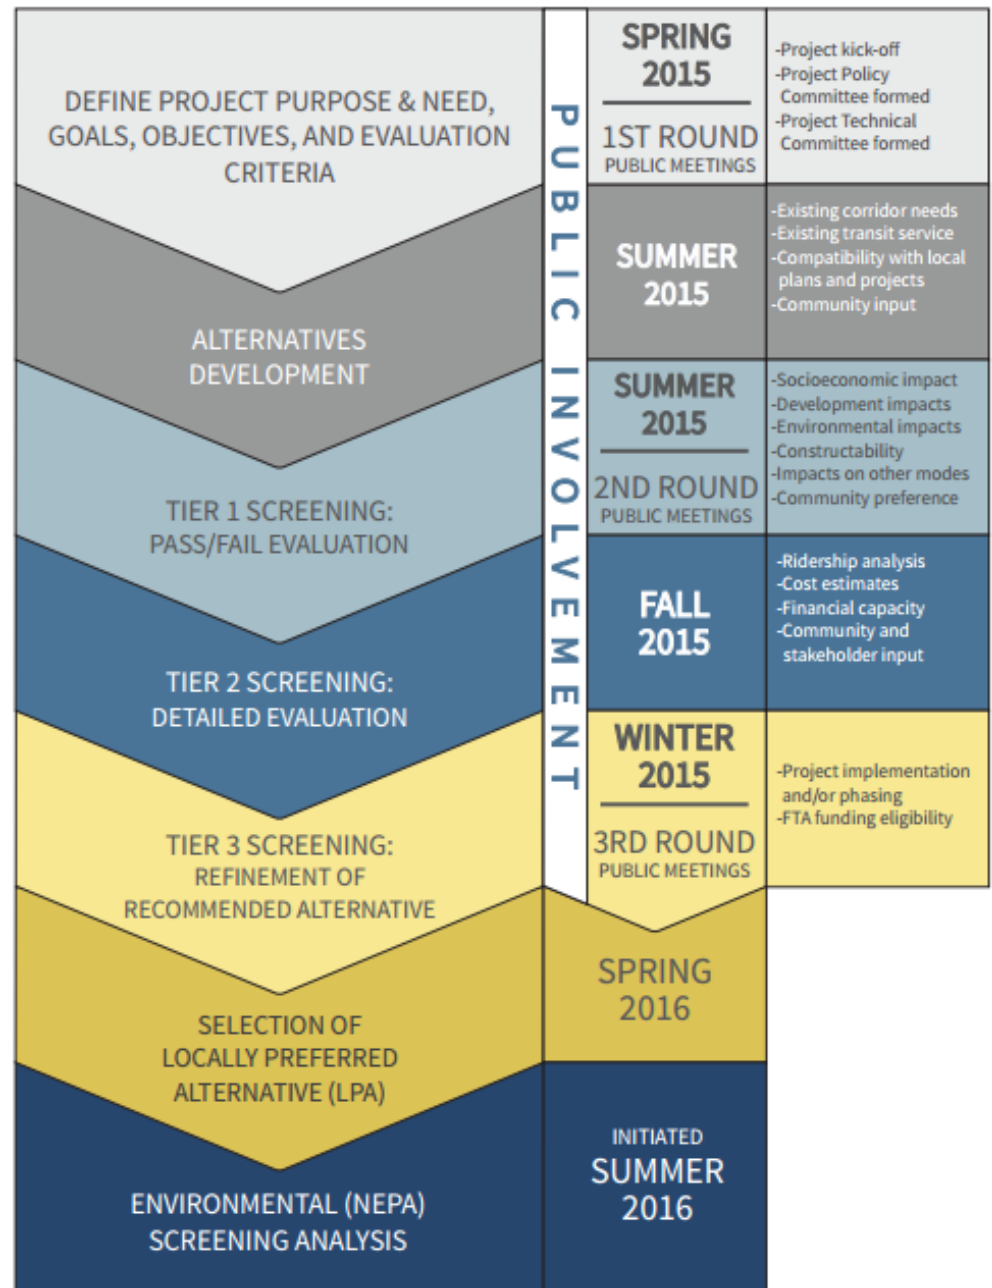 DEFINE PROJECT PURPOSE & NEED,
GOALS, OBJECTIVES, AND EVALUATION
CRITERIA
SPRING
2015
1ST ROUND
PUBLIC MEETINGS
-Project kick-off
-Project Policy
Committee formed
-Project Technical
Committee formed
PUBLIC INVOLVEMENT
ALTERNATIVES
DEVELOPMENT
SUMMER
2015
-Existing corridor needs
-Existing transit service
-Compatibility with local
plans and projects
-Community input
TIER 1 SCREENING:
PASS/FAIL EVALUATION
SUMMER
2015
2ND ROUND
PUBLIC MEETINGS
-Socioeconomic impact
-Development impacts
-Environmental impacts
-Constructability
-Impacts on other modes
-Community preference
TIER 2 SCREENING:
DETAILED EVALUATION
FALL
2015
-Ridership analysis
-Cost estimates
-Financial capacity
-Community and
stakeholder input
TIER 3 SCREENING:
REFINEMENT OF
RECOMMENDED ALTERNATIVE
WINTER
2015
3RD ROUND
PUBLIC MEETINGS
-Project implementation
and/or phasing
-FTA funding eligibility
SELECTION OF
LOCALLY PREFERRED
ALTERNATIVE (LPA)
SPRING
2016
ENVIRONMENTAL (NEPA)
SCREENING ANALYSIS
INITIATED
SUMMER
2016